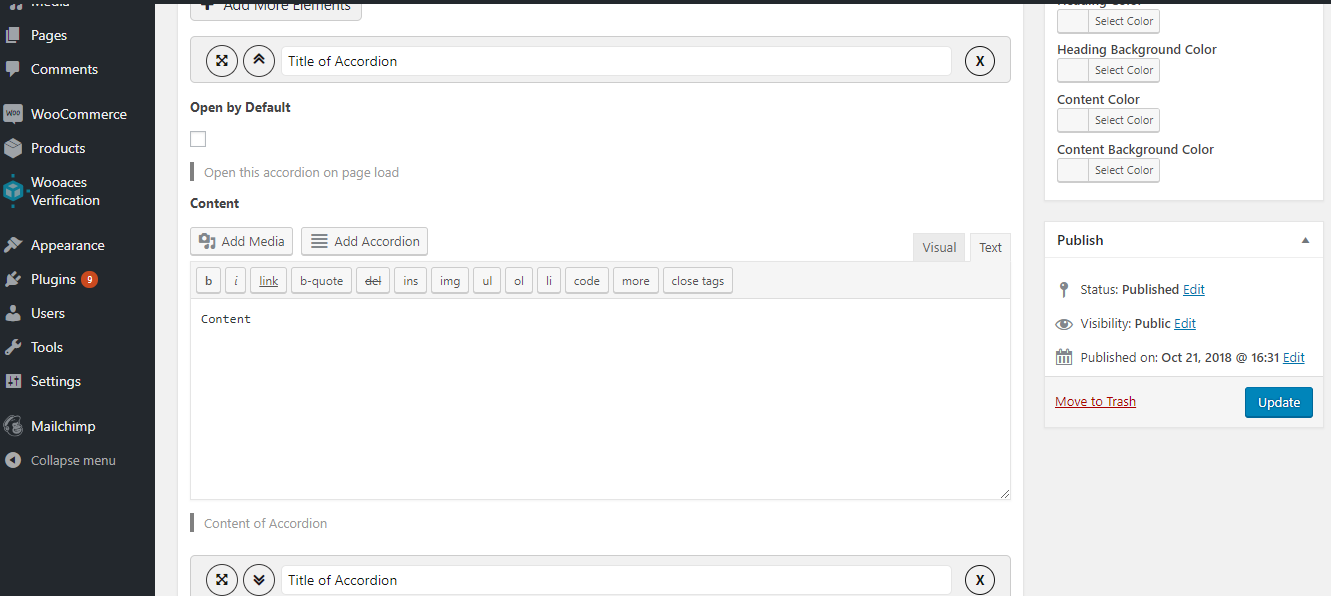 Media
Pages
Comments
WOO
WooCommerce
Products
Wooaces
Verification
Appearance
Plugins 9
Users
Tools
Settings
Mailchimp
Collapse menu
+ Add More Elements
Title of Accordion
X
Open by Default
Open this accordion on page load
Content
Add Media
Add Accordion
Visual
Text
b
i
link
b-quote
del
ins
img
ul
ol
li
code
more
close tags
Content
Content of Accordion
Title of Accordion
X
Heading Color
Select Color
Heading Background Color
Select Color
Content Color
Select Color
Content Background Color
Select Color
Publish
Status: Published Edit
Visibility: Public Edit
Published on: Oct 21, 2018 @ 16:31 Edit
Move to Trash
Update